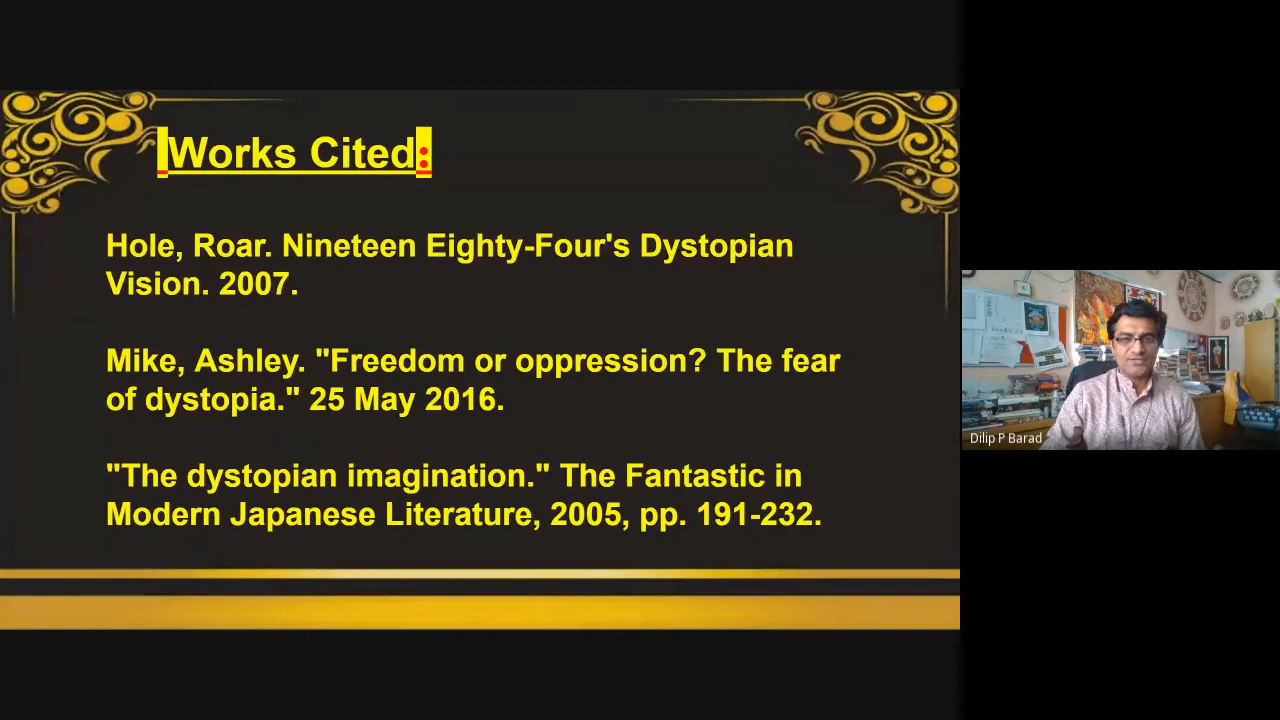 Works Cited:
Hole, Roar. Nineteen Eighty-Four's Dystopian
Vision. 2007.
Mike, Ashley. "Freedom or oppression? The fear
of dystopia." 25 May 2016.
"The dystopian imagination." The Fantastic in
Modern Japanese Literature, 2005, pp. 191-232.
Dilip P Barad